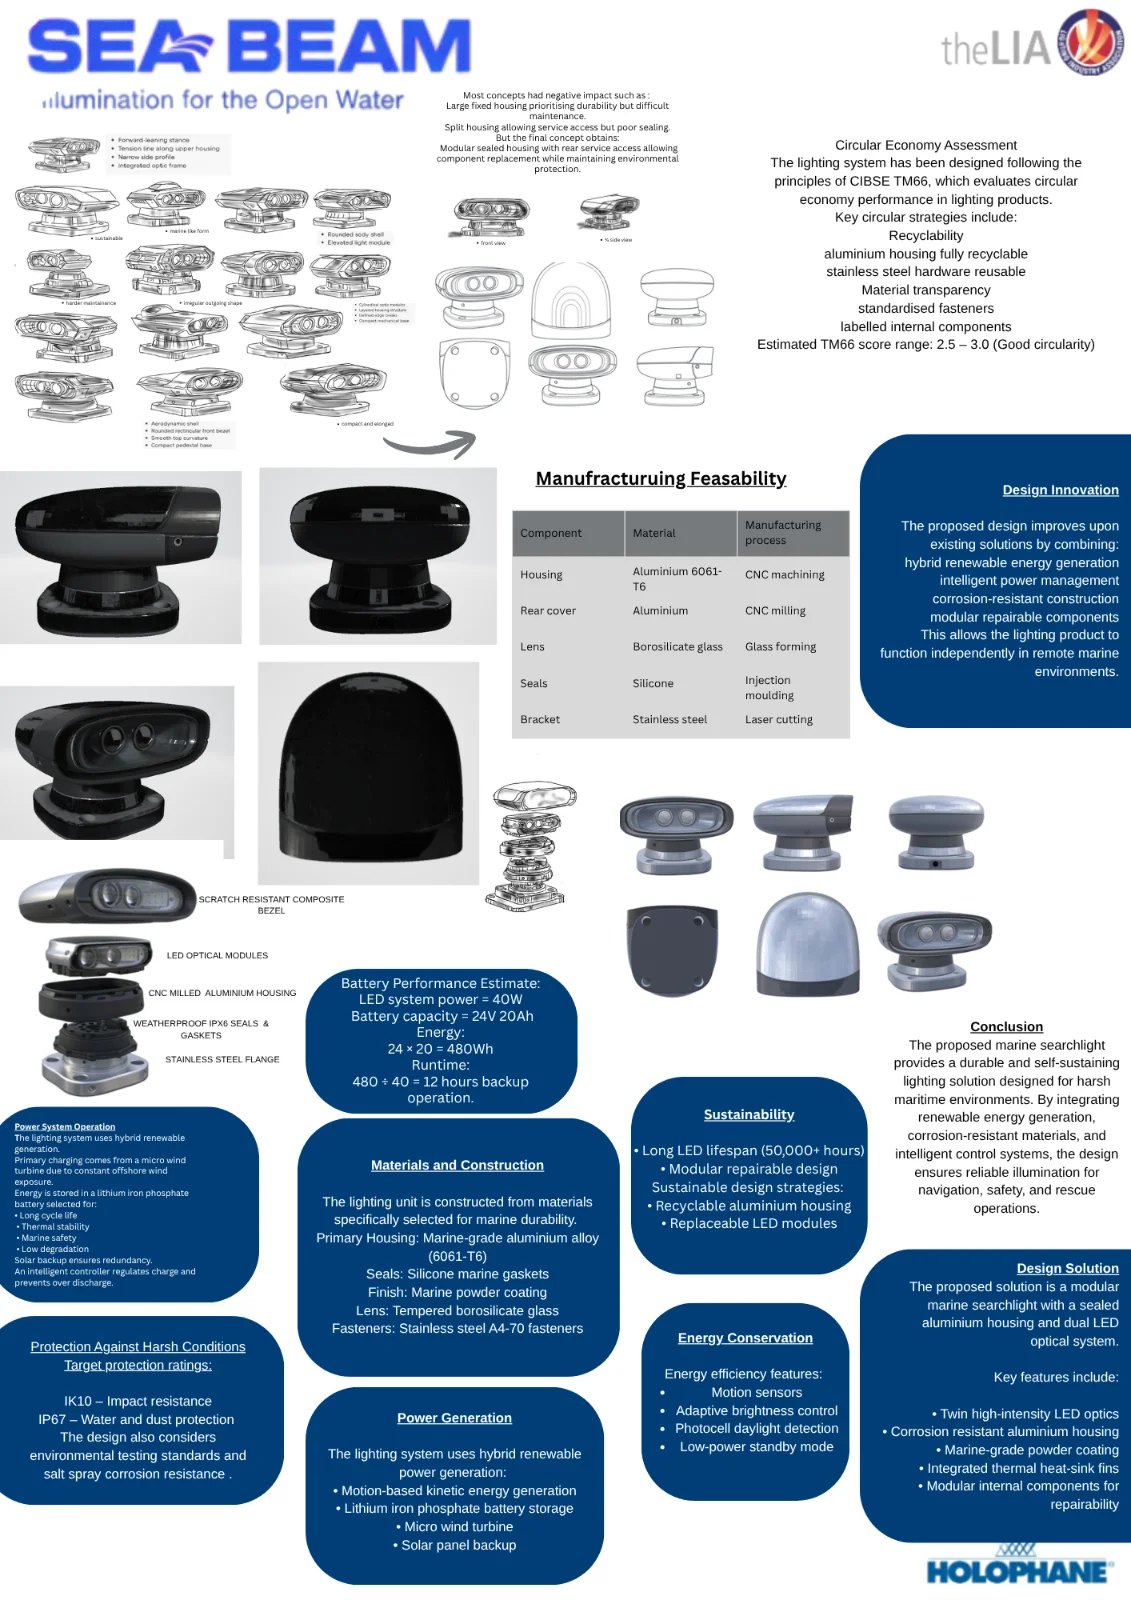 SEA BEAM
Illumination for the Open Water
theLIA
LIGHTING INDUSTRY ASSOCIATION
Most concepts had negative impact such as :
Large fixed housing prioritising durability but difficult
maintenance.
Split housing allowing service access but poor sealing.
But the final concept obtains:
Modular sealed housing with rear service access allowing
component replacement while maintaining environmental
protection.
• Forward-leaning stance
• Tension line along upper housing
• Narrow side profile
• Integrated optic frame
• sustainable
• marine like form
• Rounded body shell
• Elevated light module
• harder maintainance
• irregular outgoing shape
• Cylindrical side modules
• Layered housing structure
• Defined edge breaks
• Compact mechanical base
• Aerodynamic shell
• Rounded rectangular front bezel
• Smooth top curvature
• Compact pedestal base
• compact and elonged
• front view
• ¾ side view
Circular Economy Assessment
The lighting system has been designed following the
principles of CIBSE TM66, which evaluates circular
economy performance in lighting products.
Key circular strategies include:
Recyclability
aluminium housing fully recyclable
stainless steel hardware reusable
Material transparency
standardised fasteners
labelled internal components
Estimated TM66 score range: 2.5 – 3.0 (Good circularity)
Manufracturuing Feasability
Component Material Manufacturing process
Housing Aluminium 6061-T6 CNC machining
Rear cover Aluminium CNC milling
Lens Borosilicate glass Glass forming
Seals Silicone Injection moulding
Bracket Stainless steel Laser cutting
Design Innovation
The proposed design improves upon
existing solutions by combining:
hybrid renewable energy generation
intelligent power management
corrosion-resistant construction
modular repairable components
This allows the lighting product to
function independently in remote marine
environments.
SCRATCH RESISTANT COMPOSITE
BEZEL
LED OPTICAL MODULES
CNC MILLED ALUMINIUM HOUSING
WEATHERPROOF IPX6 SEALS &
GASKETS
STAINLESS STEEL FLANGE
Battery Performance Estimate:
LED system power = 40W
Battery capacity = 24V 20Ah
Energy:
24 × 20 = 480Wh
Runtime:
480 ÷ 40 = 12 hours backup
operation.
Conclusion
The proposed marine searchlight
provides a durable and self-sustaining
lighting solution designed for harsh
maritime environments. By integrating
renewable energy generation,
corrosion-resistant materials, and
intelligent control systems, the design
ensures reliable illumination for
navigation, safety, and rescue
operations.
Power System Operation
The lighting system uses hybrid renewable
generation.
Primary charging comes from a micro wind
turbine due to constant offshore wind
exposure.
Energy is stored in a lithium iron phosphate
battery selected for:
• Long cycle life
• Thermal stability
• Marine safety
• Low degradation
Solar backup ensures redundancy.
An intelligent controller regulates charge and
prevents over discharge.
Materials and Construction
The lighting unit is constructed from materials
specifically selected for marine durability.
Primary Housing: Marine-grade aluminium alloy
(6061-T6)
Seals: Silicone marine gaskets
Finish: Marine powder coating
Lens: Tempered borosilicate glass
Fasteners: Stainless steel A4-70 fasteners
Sustainability
• Long LED lifespan (50,000+ hours)
• Modular repairable design
Sustainable design strategies:
• Recyclable aluminium housing
• Replaceable LED modules
Protection Against Harsh Conditions
Target protection ratings:
IK10 – Impact resistance
IP67 – Water and dust protection
The design also considers
environmental testing standards and
salt spray corrosion resistance .
Power Generation
The lighting system uses hybrid renewable
power generation:
• Motion-based kinetic energy generation
• Lithium iron phosphate battery storage
• Micro wind turbine
• Solar panel backup
Energy Conservation
Energy efficiency features:
• Motion sensors
• Adaptive brightness control
• Photocell daylight detection
• Low-power standby mode
Design Solution
The proposed solution is a modular
marine searchlight with a sealed
aluminium housing and dual LED
optical system.
Key features include:
• Twin high-intensity LED optics
• Corrosion resistant aluminium housing
• Marine-grade powder coating
• Integrated thermal heat-sink fins
• Modular internal components for
repairability
HOLOPHANE